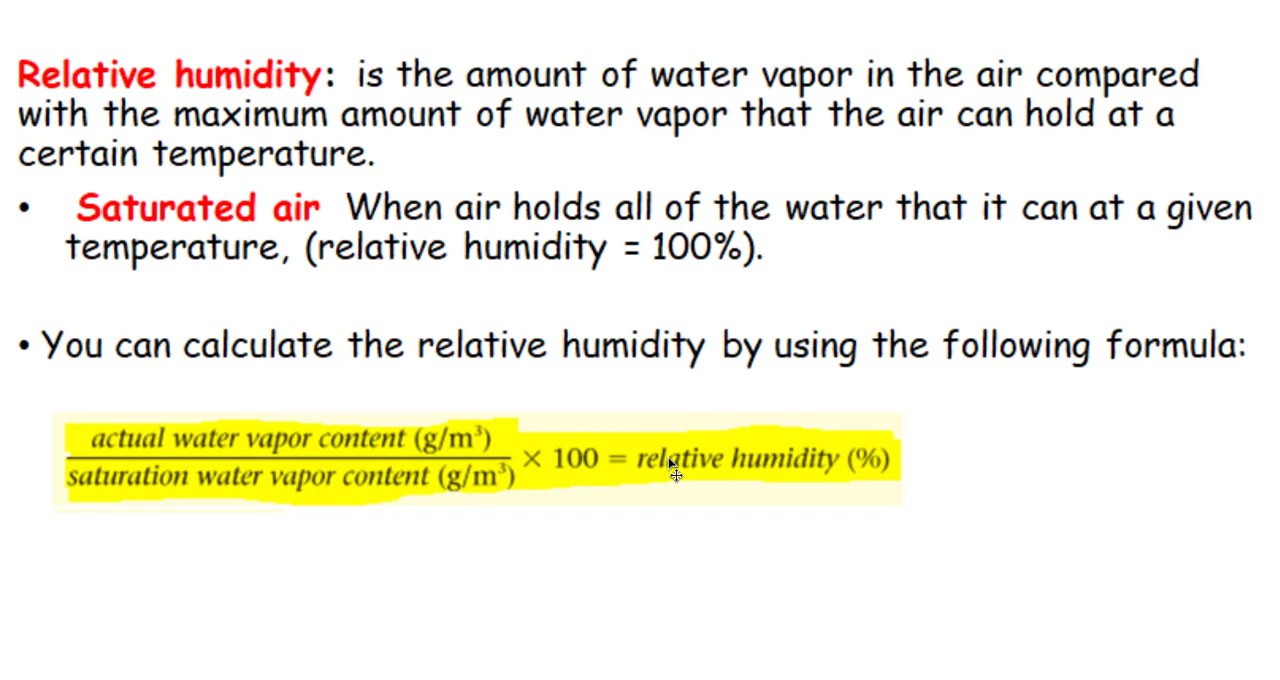 Relative humidity: is the amount of water vapor in the air compared
with the maximum amount of water vapor that the air can hold at a
certain temperature.
• Saturated air When air holds all of the water that it can at a given
temperature, (relative humidity = 100%).
• You can calculate the relative humidity by using the following formula:
actual water vapor content (g/m³)
saturation water vapor content (g/m³) × 100 = relative humidity (%)